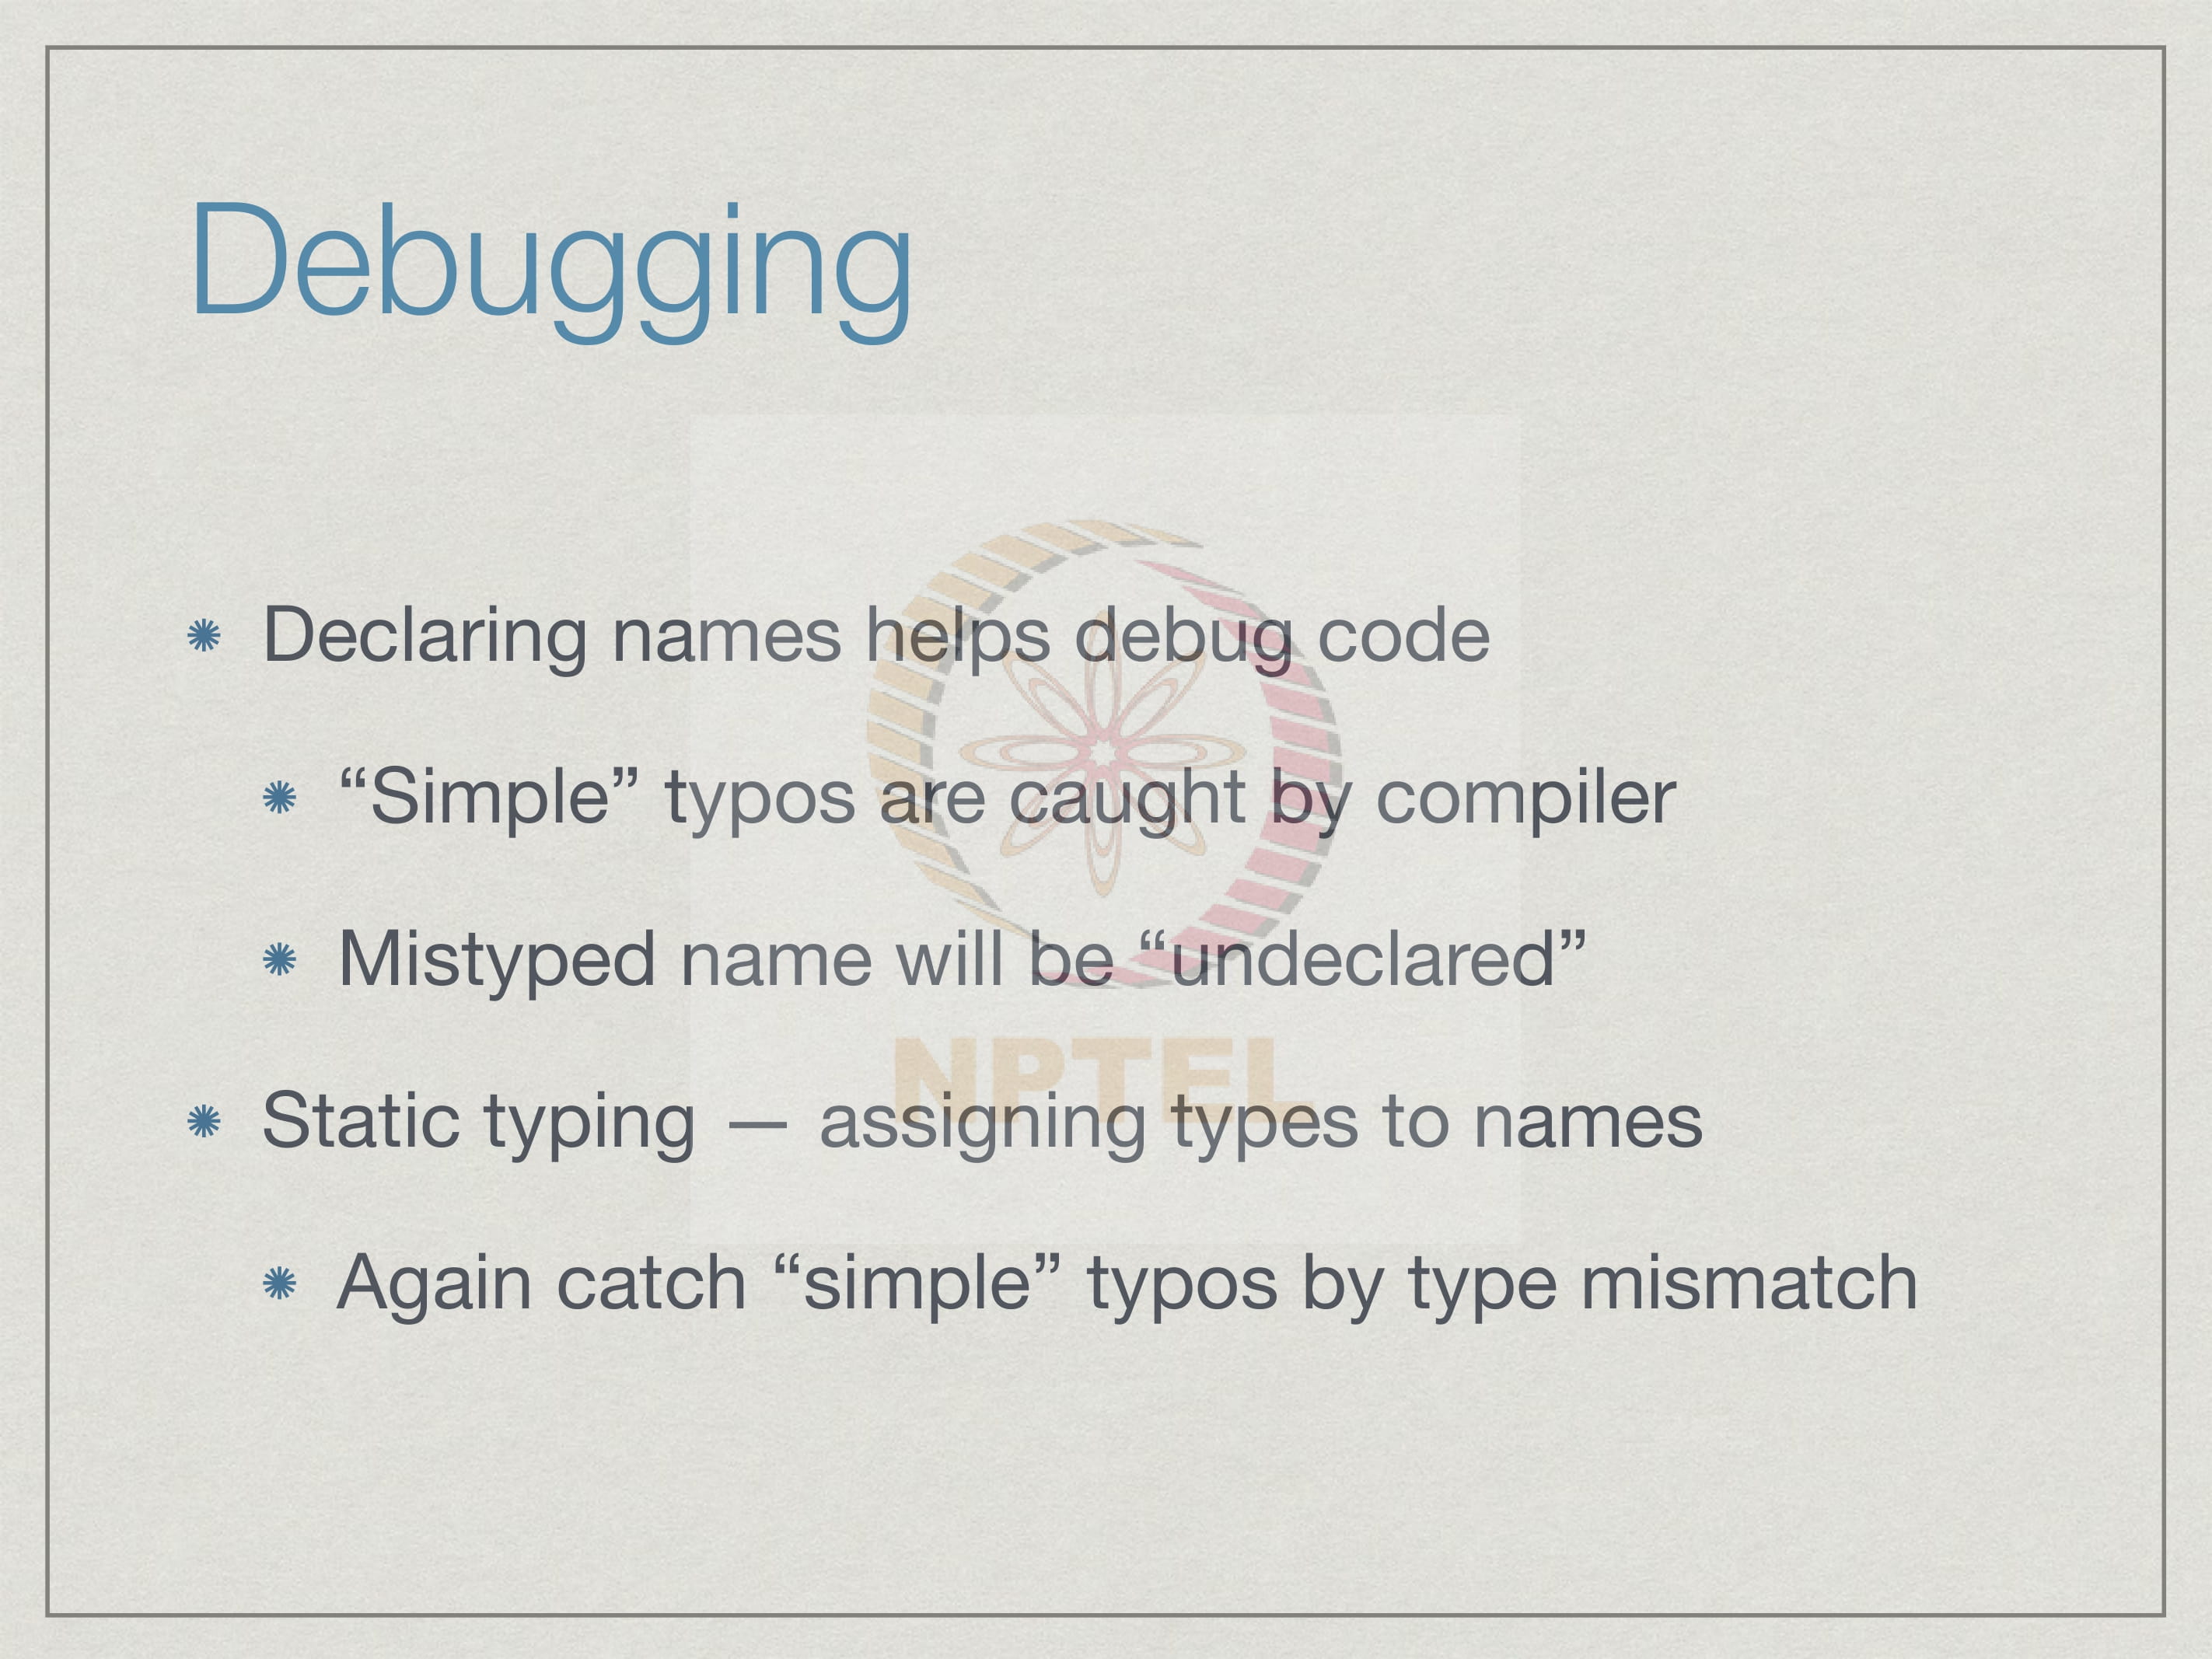 Debugging
Declaring names helps debug code
“Simple” typos are caught by compiler
Mistyped name will be “undeclared”
NPTEL
Static typing — assigning types to names
Again catch “simple” typos by type mismatch